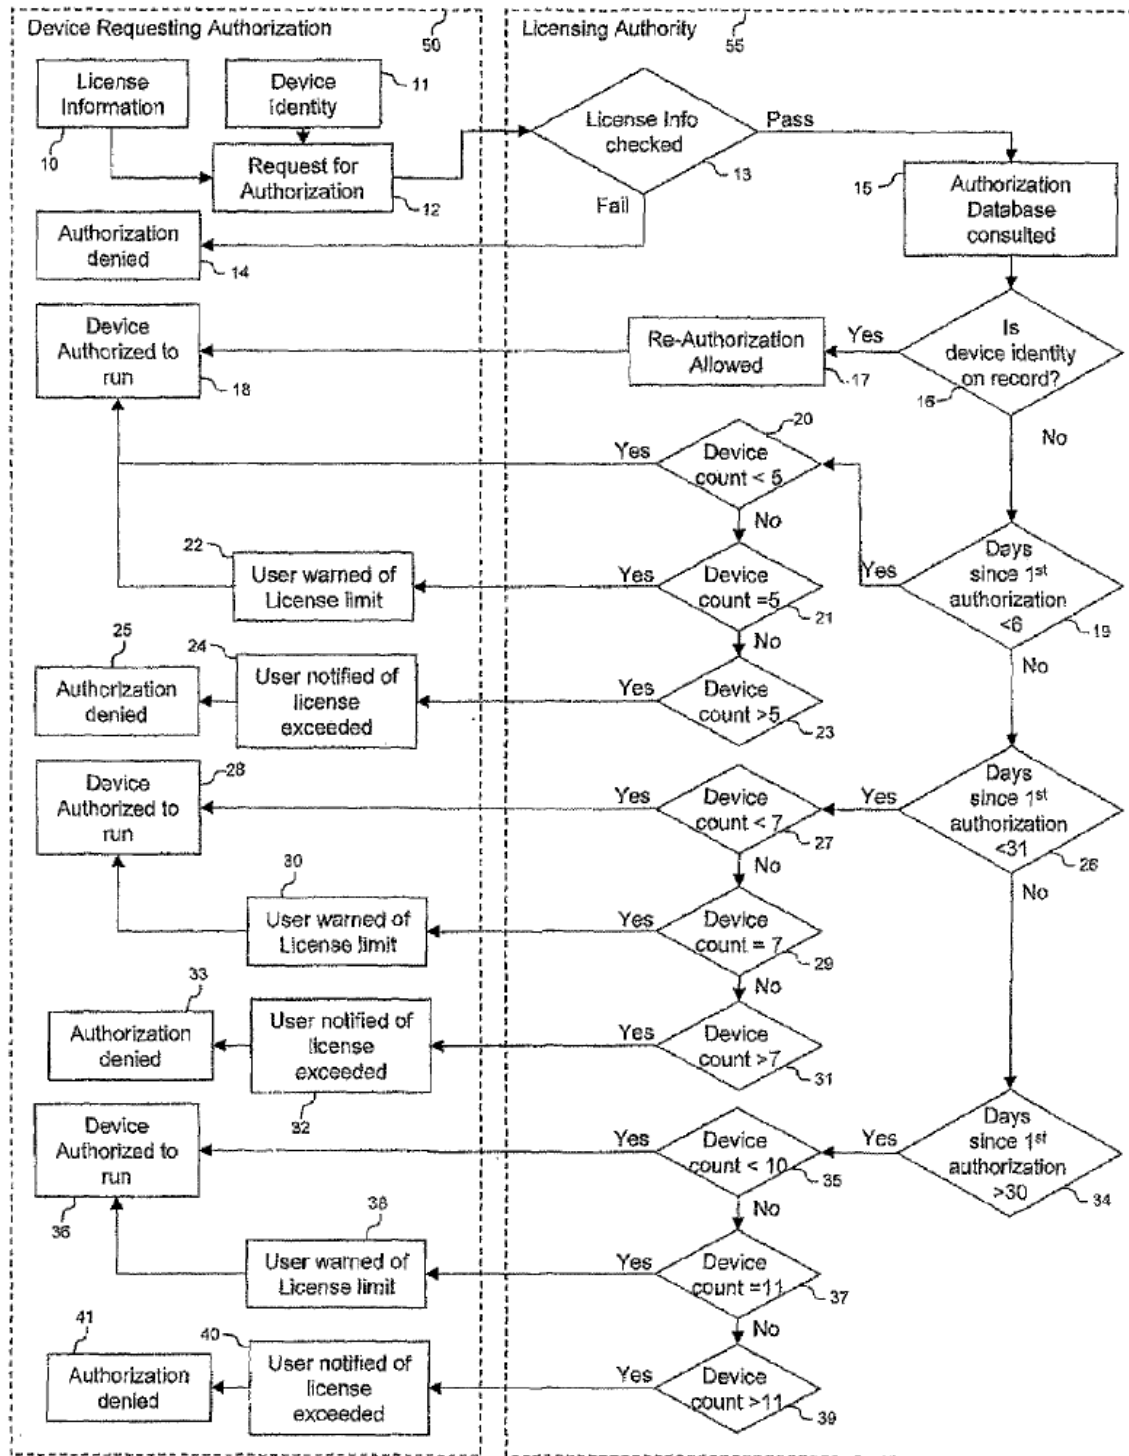 Device Requesting Authorization
50
Licensing Authority
55
License
Information
10
Device
Identity
11
Request for
Authorization
12
License Info
checked
13
Pass
Fail
Authorization
denied
14
15
Authorization
Database
consulted
Is
device identity
on record?
16
Yes
No
Re-Authorization
Allowed
17
Device
Authorized to
run
18
Days
since 1st
authorization
<6
19
Yes
No
20
Device
count < 5
Yes
No
Device
count =5
21
Yes
No
22
User warned of
License limit
Device
count >5
23
Yes
24
User notified of
license
exceeded
25
Authorization
denied
Days
since 1st
authorization
<31
26
Yes
No
Device
count < 7
27
Yes
No
Device
Authorized to
run
28
Device
count = 7
29
Yes
No
30
User warned of
License limit
Device
count >7
31
Yes
User notified of
license
exceeded
32
33
Authorization
denied
Days
since 1st
authorization
>30
34
Yes
Device
count < 10
35
Yes
No
Device
Authorized to
run
36
Device
count =11
37
Yes
No
38
User warned of
License limit
Device
count >11
39
Yes
40
User notified of
license
exceeded
41
Authorization
denied